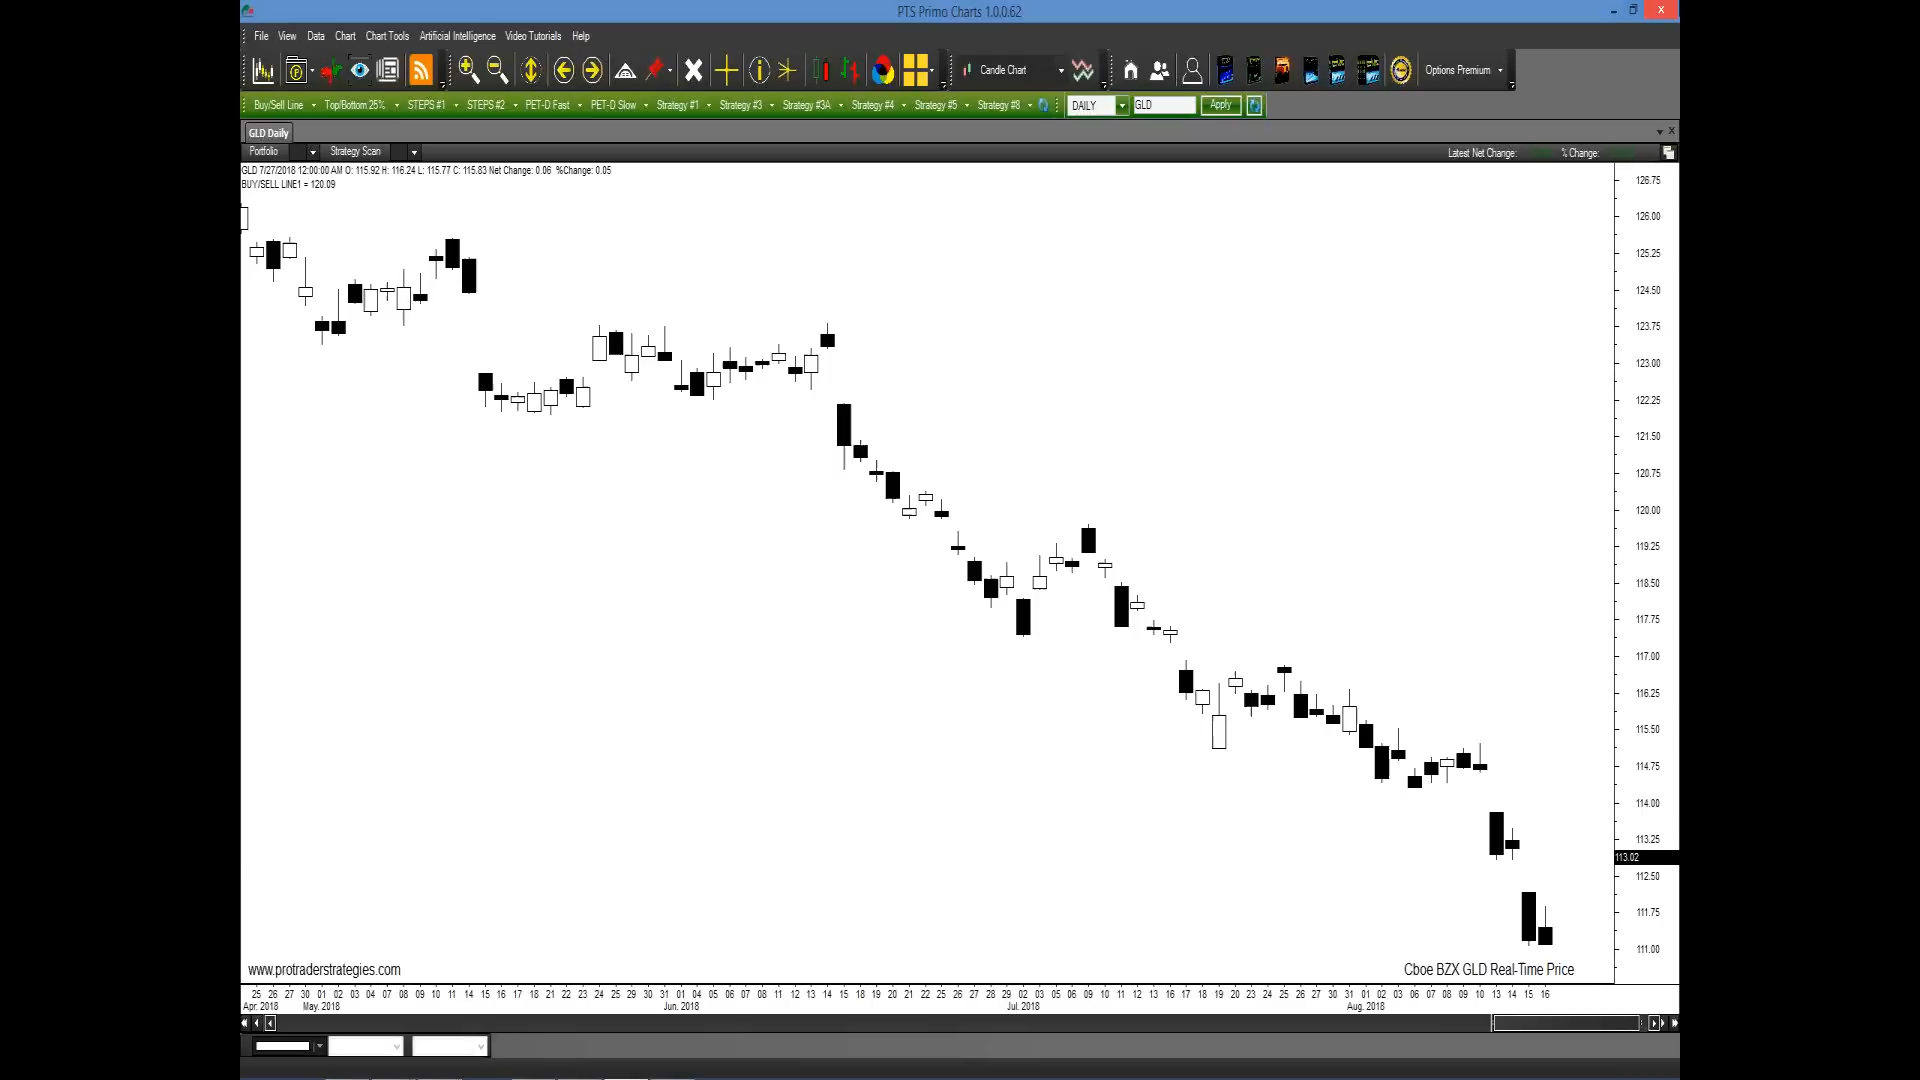 PTS Primo Charts 1.0.0.62
File View Data Chart Chart Tools Artificial Intelligence Video Tutorials Help
Candle Chart Options Premium
Buy/Sell Line Top/Bottom 25% STEPS #1 STEPS #2 PET-D Fast PET-D Slow Strategy #1 Strategy #3 Strategy #3A Strategy #4 Strategy #5 Strategy #8 DAILY GLD Apply
GLD Daily
Portfolio Strategy Scan Latest Net Change: % Change:
GLD 7/27/2018 12:00:00 AM O: 115.92 H: 116.24 L: 115.77 C: 115.83 Net Change: 0.06 %Change: 0.05
BUY/SELL LINE1 = 120.09
126.75
126.00
125.25
124.50
123.75
123.00
122.25
121.50
120.75
120.00
119.25
118.50
117.75
117.00
116.25
115.50
114.75
114.00
113.25
113.02
112.50
111.75
111.00
www.protraderstrategies.com Cboe BZX GLD Real-Time Price
25 26 27 30 01 02 03 04 07 08 09 10 11 14 15 16 17 18 21 22 23 24 25 29 30 31 01 04 05 06 07 08 11 12 13 14 15 18 19 20 21 22 25 26 27 28 29 02 03 05 06 09 10 11 12 13 16 17 18 19 20 23 24 25 26 27 30 31 01 02 03 06 07 08 09 10 13 14 15 16
Apr. 2018 May. 2018 Jun. 2018 Jul. 2018 Aug. 2018